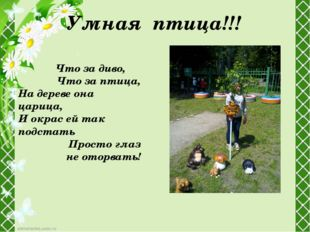 Умная птица!!!
Что за диво,
Что за птица,
На дереве она
царица,
И окрас ей так
подстать
Просто глаз
не оторвать!